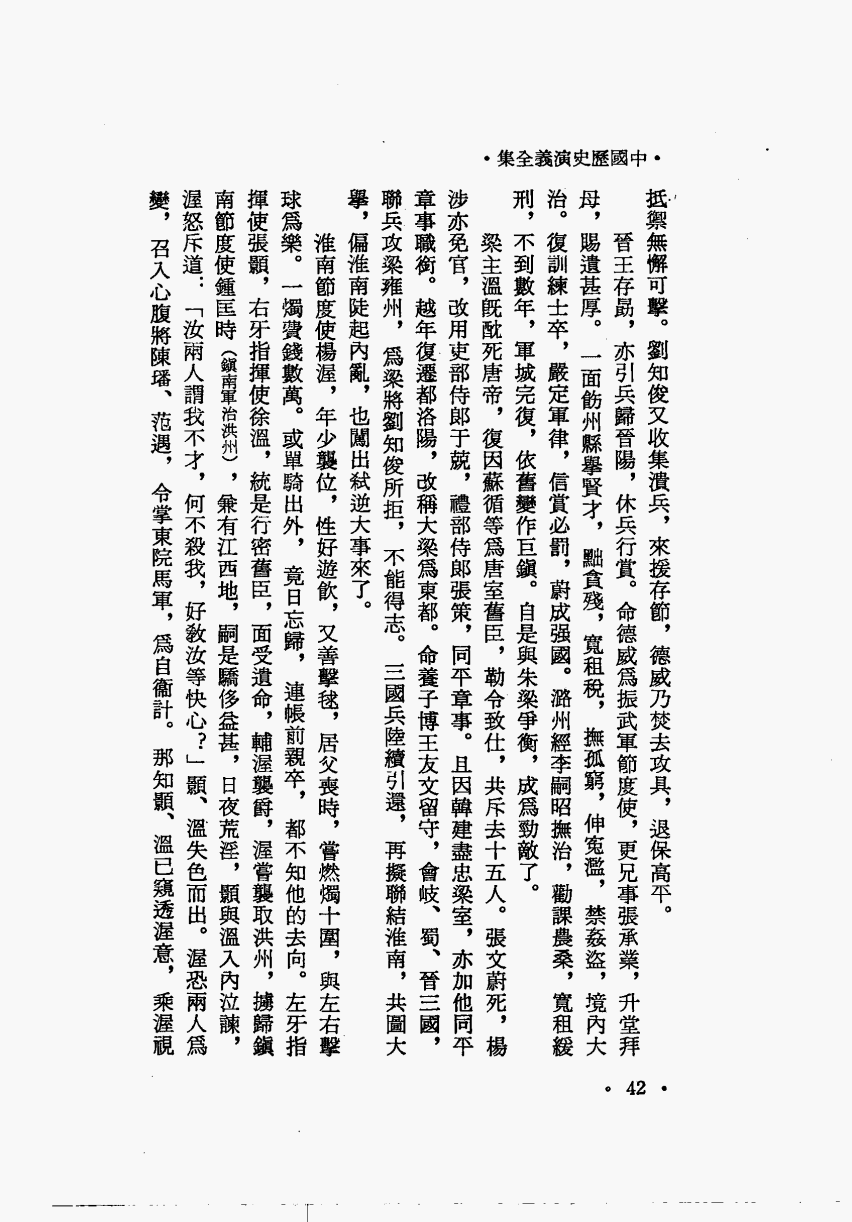 •中國歷史演義全集•
抵禦無懈可擊。劉知俊又收集潰兵，來援存節，德威乃焚去攻具，退保高平。
晉王存勗，亦引兵歸晉陽，休兵行賞。命德威爲振武軍節度使，更兄事張承業，升堂拜
母，賜遺甚厚。一面飭州縣舉賢才，黜貪殘，寬租稅，撫孤窮，伸寃濫，禁姦盜，境內大
治。復訓練士卒，嚴定軍律，信賞必罰，蔚成强國。潞州經李嗣昭撫治，勸課農桑，寬租緩
刑，不到數年，軍城完復，依舊變作巨鎭。自是與朱梁爭衡，成爲勁敵了。
梁主溫旣酖死唐帝，復因蘇循等爲唐室舊臣，勒令致仕，共斥去十五人。張文蔚死，楊
涉亦免官，改用吏部侍郞于兢，禮部侍郞張策，同平章事。且因韓建盡忠梁室，亦加他同平
章事職銜。越年復遷都洛陽，改稱大梁爲東都。命養子博王友文留守，會岐、蜀、晉三國，
聯兵攻梁雍州，爲梁將劉知俊所拒，不能得志。三國兵陸續引還，再擬聯結淮南，共圖大
舉，偏淮南陡起內亂，也鬧出弒逆大事來了。
淮南節度使楊渥，年少襲位，性好遊飮，又善擊毬，居父喪時，嘗燃燭十圍，與左右擊
球爲樂。一燭費錢數萬。或單騎出外，竟日忘歸，連帳前親卒，都不知他的去向。左牙指
揮使張顥，右牙指揮使徐溫，統是行密舊臣，面受遺命，輔渥襲爵，渥嘗襲取洪州，擄歸鎭
南節度使鍾匡時（鎭南軍治洪州），兼有江西地，嗣是驕侈益甚，日夜荒淫，顥與溫入內泣諫，
渥怒斥道：「汝兩人謂我不才，何不殺我，好敎汝等快心？」顥、溫失色而出。渥恐兩人爲
變，召入心腹將陳璠、范遇，令掌東院馬軍，爲自衞計。那知顥、溫已窺透渥意，乘渥視
•42•